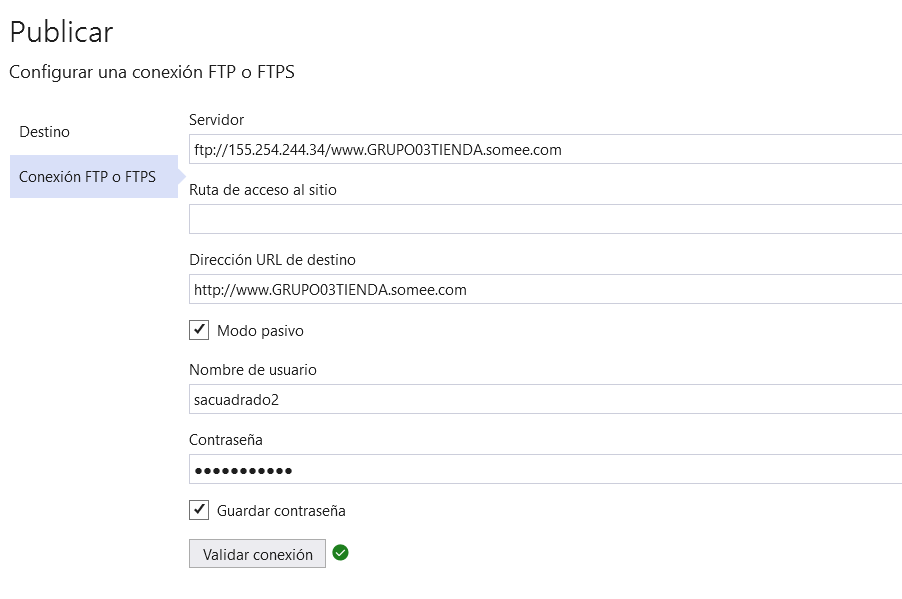 Publicar
Configurar una conexión FTP o FTPS
Destino
Conexión FTP o FTPS
Servidor
ftp://155.254.244.34/www.GRUPO03TIENDA.somee.com
Ruta de acceso al sitio
Dirección URL de destino
http://www.GRUPO03TIENDA.somee.com
Modo pasivo
Nombre de usuario
sacuadrado2
Contraseña
●●●●●●●●●●●
Guardar contraseña
Validar conexión